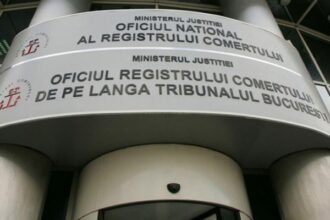 MINISTERUL JUSTITIEI
OFICIUL NATIONAL
AL REGISTRULUI COMERTULUI
MINISTERUL JUSTITIEI
OFICIUL REGISTRULUI COMERTULUI
DE PE LANGA TRIBUNALUL BUCURESTI